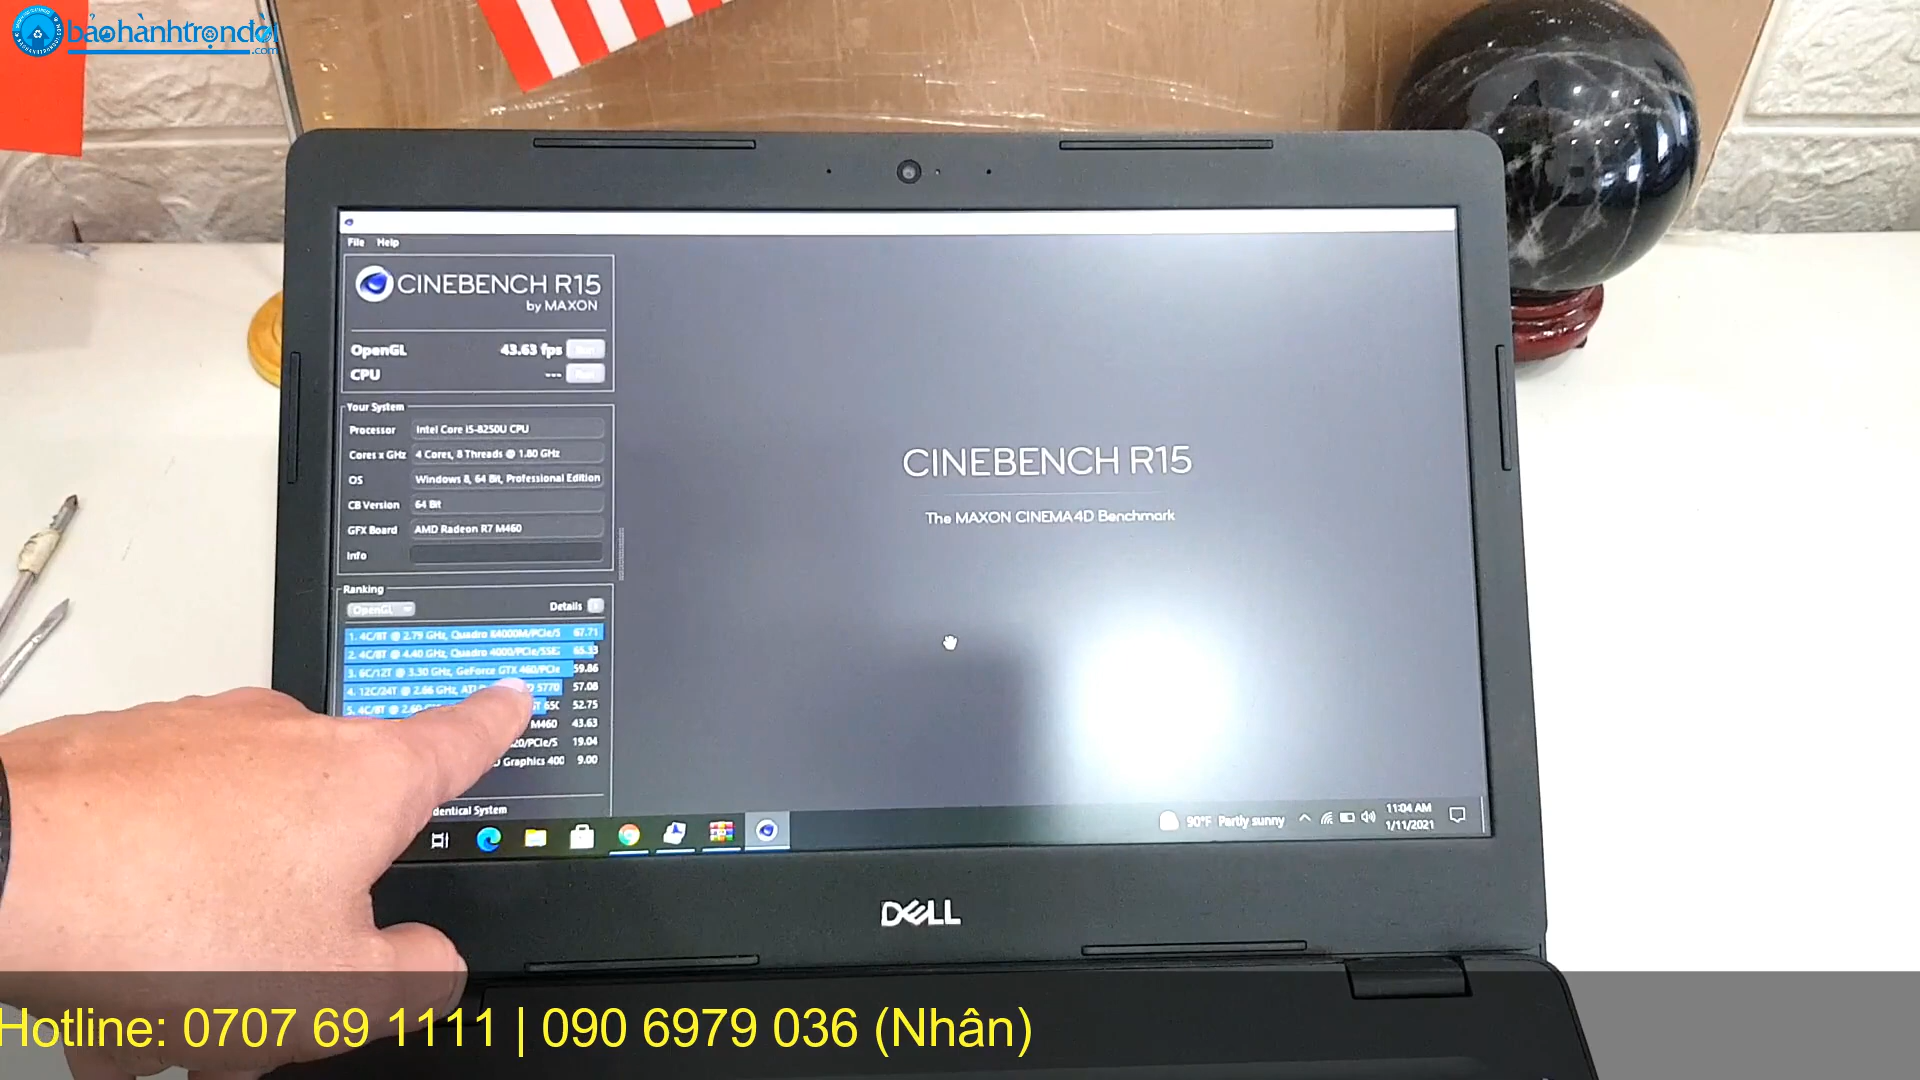 bảohànhtrọnđời
.com
File Help
CINEBENCH R15
by MAXON
OpenGL 43.63 fps
CPU ---
Your System
Processor Intel Core i5-8250U CPU
Cores x GHz 4 Cores, 8 Threads @ 1.80 GHz
OS Windows 8, 64 Bit, Professional Edition
CB Version 64 Bit
GFX Board AMD Radeon R7 M460
Info
Ranking
OpenGL Details
1. 4C/8T @ 2.79 GHz, Quadro K4000M/PCIe/S 67.71
2. 4C/8T @ 4.40 GHz, Quadro 4000/PCIe/SSE2 65.33
3. 6C/12T @ 3.30 GHz, GeForce GTX 460/PCIe 59.86
4. 12C/24T @ 2.66 GHz, ATI 5770 57.08
5. 4C/8T @ 2.60 GT 650 52.75
M460 43.63
20/PCIe/S 19.04
D Graphics 400 9.00
dentical System
CINEBENCH R15
The MAXON CINEMA4D Benchmark
90°F Partly sunny
11:04 AM
1/11/2021
DELL
Hotline: 0707 69 1111 | 090 6979 036 (Nhân)